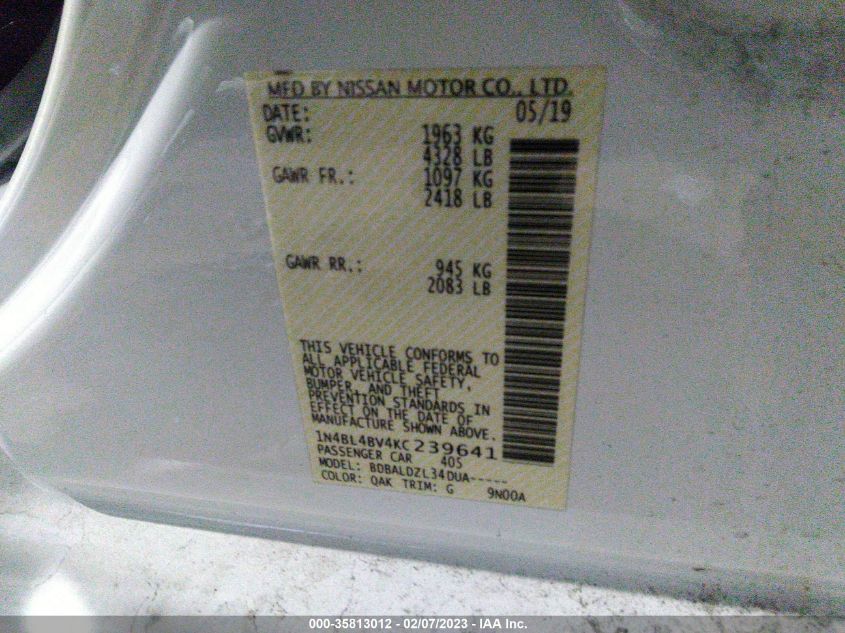 MFD BY NISSAN MOTOR CO., LTD.
DATE: 05/19
GVWR: 1963 KG
4328 LB
GAWR FR.: 1097 KG
2418 LB
GAWR RR.: 945 KG
2083 LB
THIS VEHICLE CONFORMS TO
ALL APPLICABLE FEDERAL
MOTOR VEHICLE SAFETY,
BUMPER, AND THEFT
PREVENTION STANDARDS IN
EFFECT ON THE DATE OF
MANUFACTURE SHOWN ABOVE.
1N4BL4BV4KC239641
PASSENGER CAR 405
MODEL: BDBALDZL34DUA-----
COLOR: QAK TRIM: G 9N00A
000-35813012 - 02/07/2023 - IAA Inc.